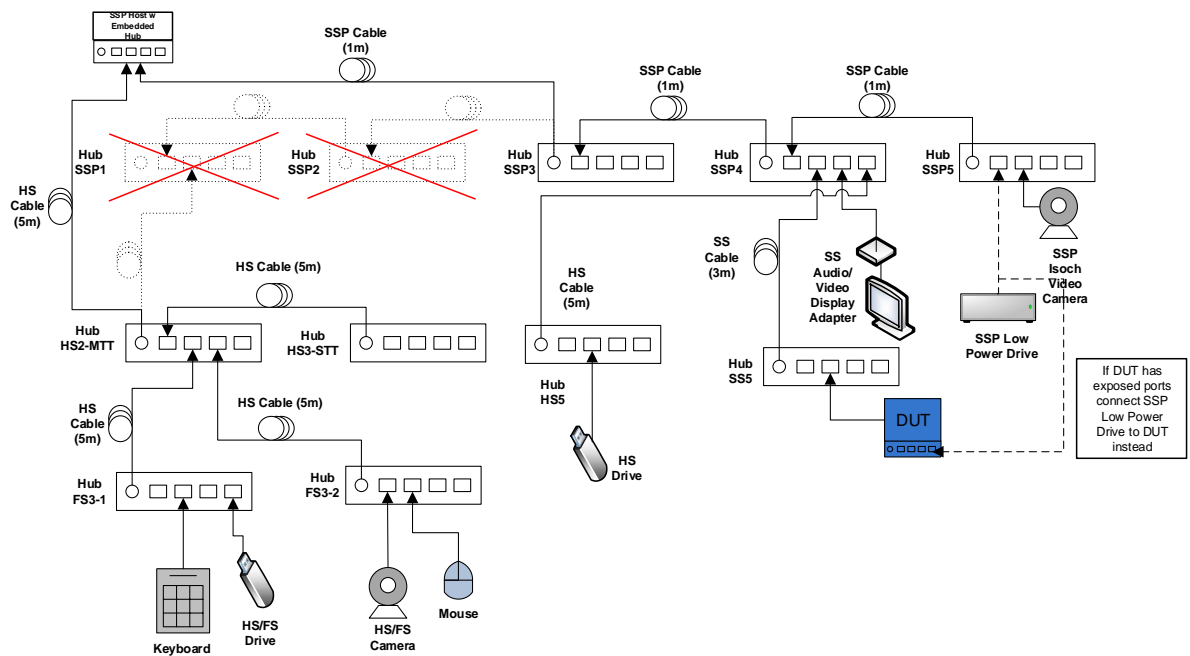 SSP Host w
Embedded
Hub
SSP Cable
(1m)
SSP Cable
(1m)
SSP Cable
(1m)
Hub
SSP1
Hub
SSP2
Hub
SSP3
Hub
SSP4
Hub
SSP5
HS
Cable
(5m)
HS Cable (5m)
HS
Cable
(5m)
SS
Cable
(3m)
SS
Audio/
Video
Display
Adapter
SSP
Isoch
Video
Camera
SSP Low
Power Drive
Hub
HS2-MTT
Hub
HS3-STT
Hub
HS5
Hub
SS5
If DUT has
exposed ports
connect SSP
Low Power
Drive to DUT
instead
HS
Cable
(5m)
HS Cable (5m)
DUT
HS
Drive
Hub
FS3-1
Hub
FS3-2
Keyboard
HS/FS
Drive
HS/FS
Camera
Mouse